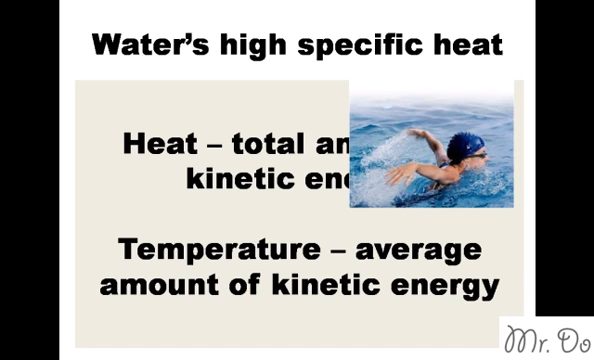 Water's high specific heat
Heat – total
kinetic
Temperature – average
amount of kinetic energy
Mr. Do